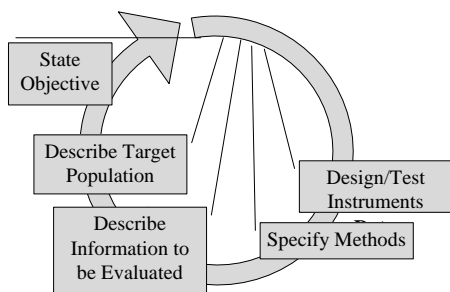 State
Objective
Describe Target
Population
Describe
Information to
be Evaluated
Design/Test
Instruments
Specify Methods